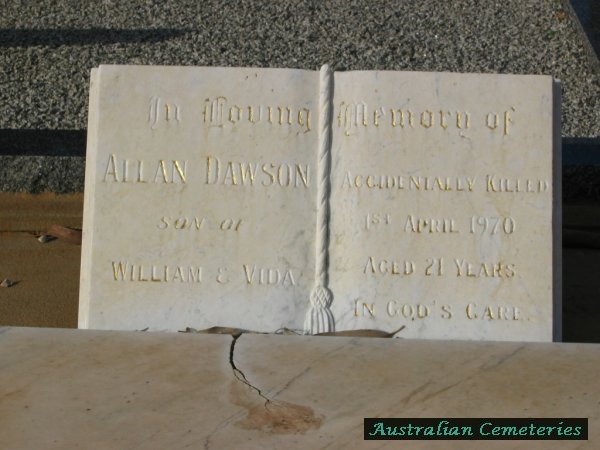 In Loving Memory of
ALLAN DAWSON
SON OF
WILLIAM & VIDA
ACCIDENTALLY KILLED
1ST APRIL 1970
AGED 21 YEARS.
IN GOD'S CARE.
Australian Cemeteries